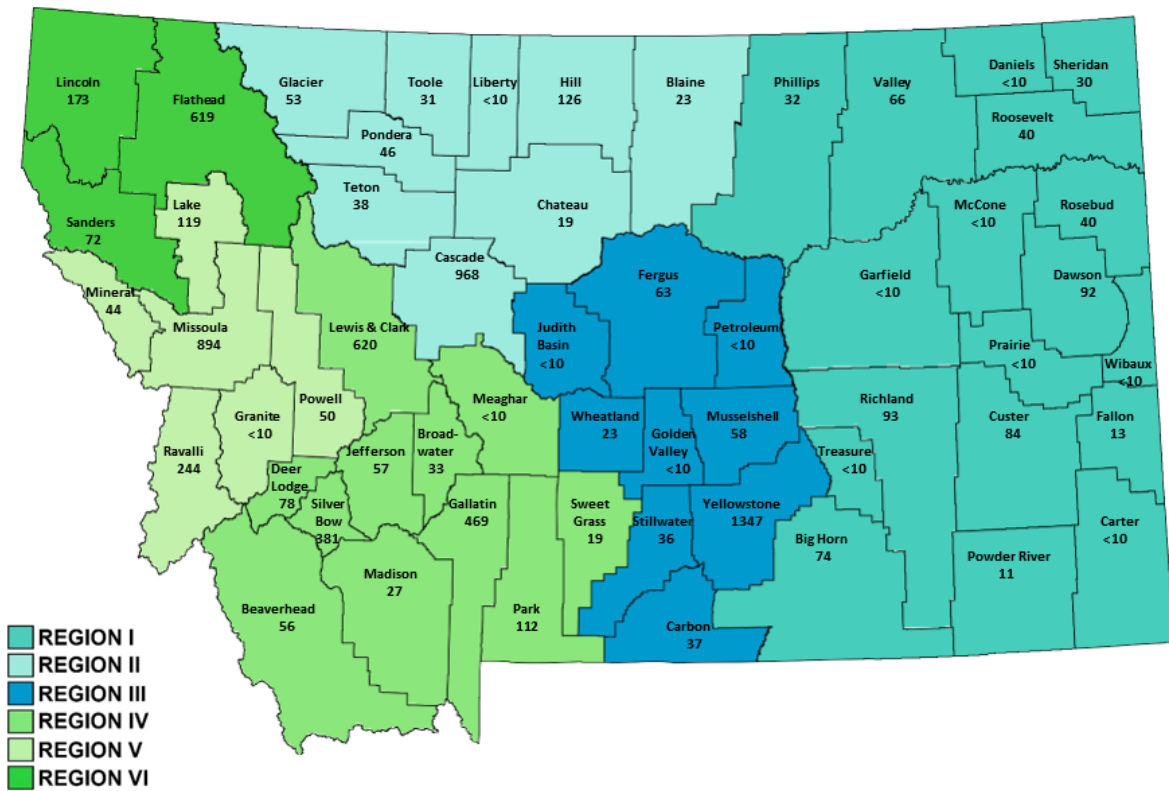 Lincoln
173
Flathead
619
Glacier
53
Toole
31
Liberty
<10
Hill
126
Blaine
23
Phillips
32
Valley
66
Daniels
<10
Sheridan
30
Roosevelt
40
Pondera
46
Teton
38
Chateau
19
Sanders
72
Lake
119
McCone
<10
Rosebud
40
Cascade
968
Fergus
63
Garfield
<10
Dawson
92
Mineral
44
Missoula
894
Lewis & Clark
620
Judith
Basin
<10
Petroleum
<10
Prairie
<10
Wibaux
<10
Powell
50
Meaghar
<10
Granite
<10
Wheatland
23
Golden
Valley
<10
Musselshell
58
Richland
93
Custer
84
Fallon
13
Ravalli
244
Deer
Lodge
78
Jefferson
57
Broad-
water
33
Treasure
<10
Silver
Bow
381
Gallatin
469
Sweet
Grass
19
Stillwater
36
Yellowstone
1347
Big Horn
74
Carter
<10
Powder River
11
Madison
27
Beaverhead
56
Park
112
Carbon
37
REGION I
REGION II
REGION III
REGION IV
REGION V
REGION VI